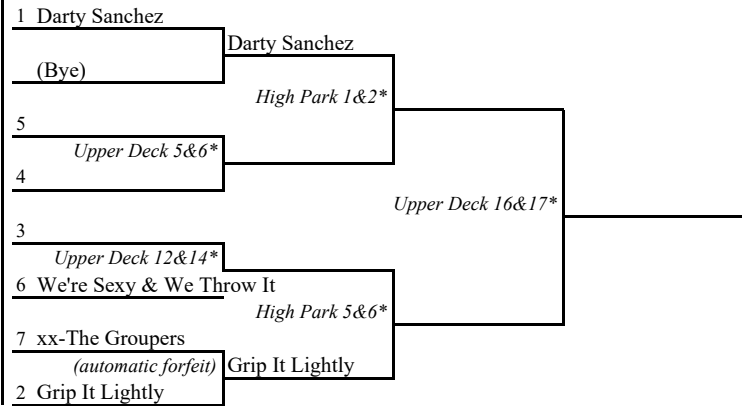 1 Darty Sanchez
Darty Sanchez
(Bye)
High Park 1&2*
5
Upper Deck 5&6*
4
Upper Deck 16&17*
3
Upper Deck 12&14*
6 We're Sexy & We Throw It
High Park 5&6*
7 xx-The Groupers
(automatic forfeit) Grip It Lightly
2 Grip It Lightly